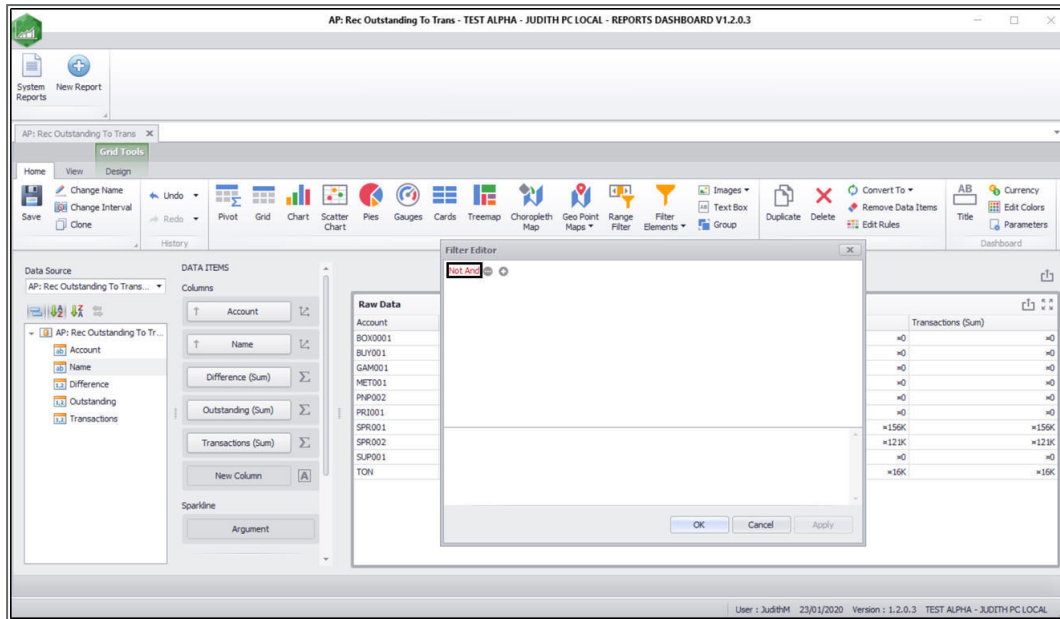 AP: Rec Outstanding To Trans - TEST ALPHA - JUDITH PC LOCAL - REPORTS DASHBOARD V1.2.0.3
System Reports
New Report
AP: Rec Outstanding To Trans
Grid Tools
Home View Design
Save
Change Name
Change Interval
Clone
Undo
Redo
History
Pivot
Grid
Chart
Scatter Chart
Pies
Gauges
Cards
Treemap
Choropleth Map
Geo Point Maps
Range Filter
Filter Elements
Images
Text Box
Group
Duplicate
Delete
Convert To
Remove Data Items
Edit Rules
AB
Title
Currency
Edit Colors
Parameters
Dashboard
Data Source
AP: Rec Outstanding To Trans...
AP: Rec Outstanding To Tr...
Account
Name
Difference
Outstanding
Transactions
DATA ITEMS
Columns
Account
Name
Difference (Sum)
Outstanding (Sum)
Transactions (Sum)
New Column
Sparkline
Argument
Filter Editor
Not And
OK Cancel Apply
Raw Data
Account Transactions (Sum)
BOX0001 ¤0 ¤0
BUY001 ¤0 ¤0
GAM001 ¤0 ¤0
MET001 ¤0 ¤0
PNP002 ¤0 ¤0
PRI001 ¤0 ¤0
SPR001 ¤156K ¤156K
SPR002 ¤121K ¤121K
SUP001 ¤0 ¤0
TON ¤16K ¤16K
User : JudithM 23/01/2020 Version : 1.2.0.3 TEST ALPHA - JUDITH PC LOCAL